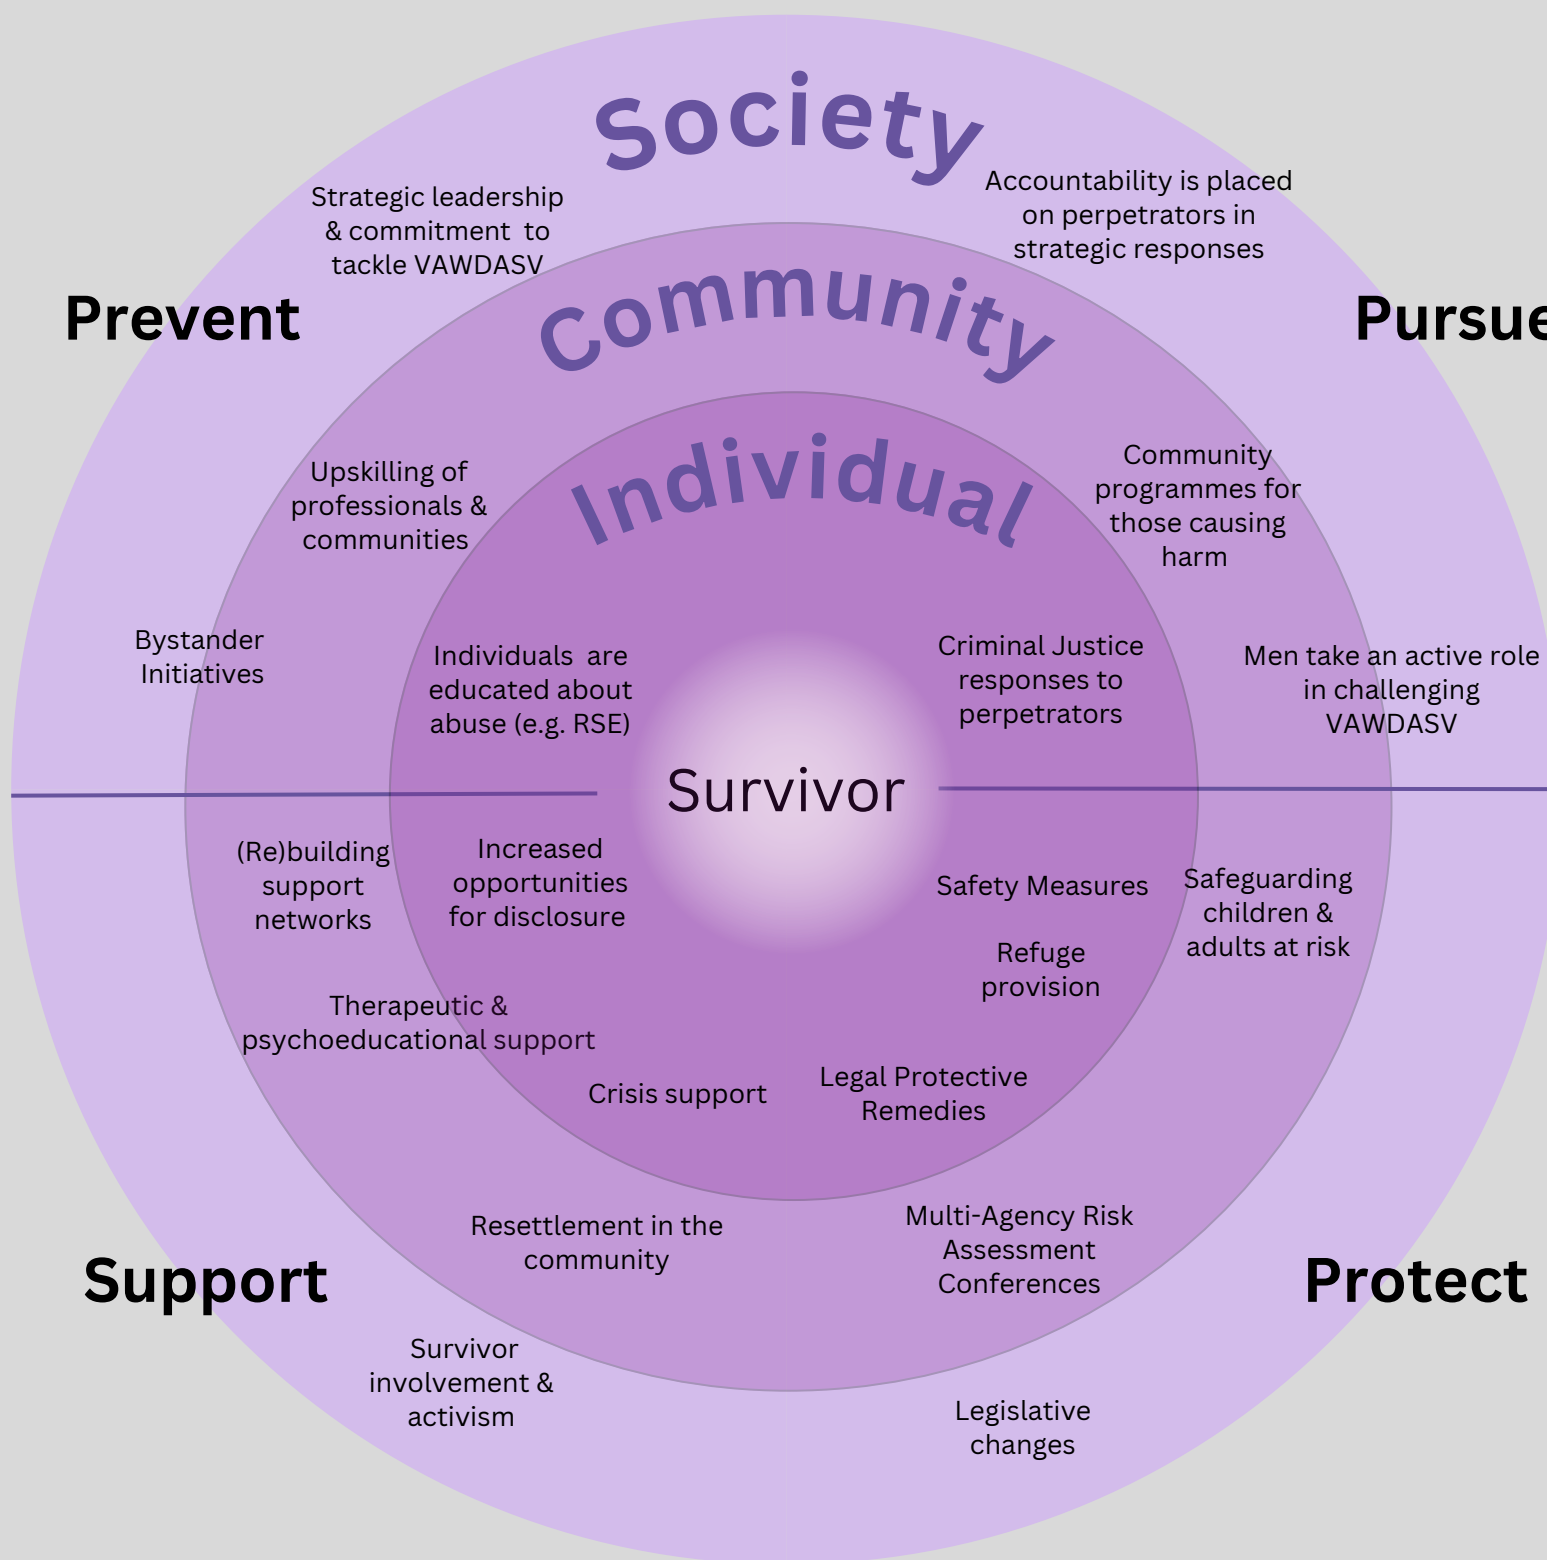 Society
Strategic leadership
& commitment to
tackle VAWDASV
Accountability is placed
on perpetrators in
strategic responses
Prevent
Pursue
Community
Individual
Upskilling of
professionals &
communities
Community
programmes for
those causing
harm
Bystander
Initiatives
Individuals are
educated about
abuse (e.g. RSE)
Criminal Justice
responses to
perpetrators
Men take an active role
in challenging
VAWDASV
Survivor
(Re)building
support
networks
Increased
opportunities
for disclosure
Safety Measures
Safeguarding
children &
adults at risk
Refuge
provision
Therapeutic &
psychoeducational support
Crisis support
Legal Protective
Remedies
Resettlement in the
community
Multi-Agency Risk
Assessment
Conferences
Support
Protect
Survivor
involvement &
activism
Legislative
changes